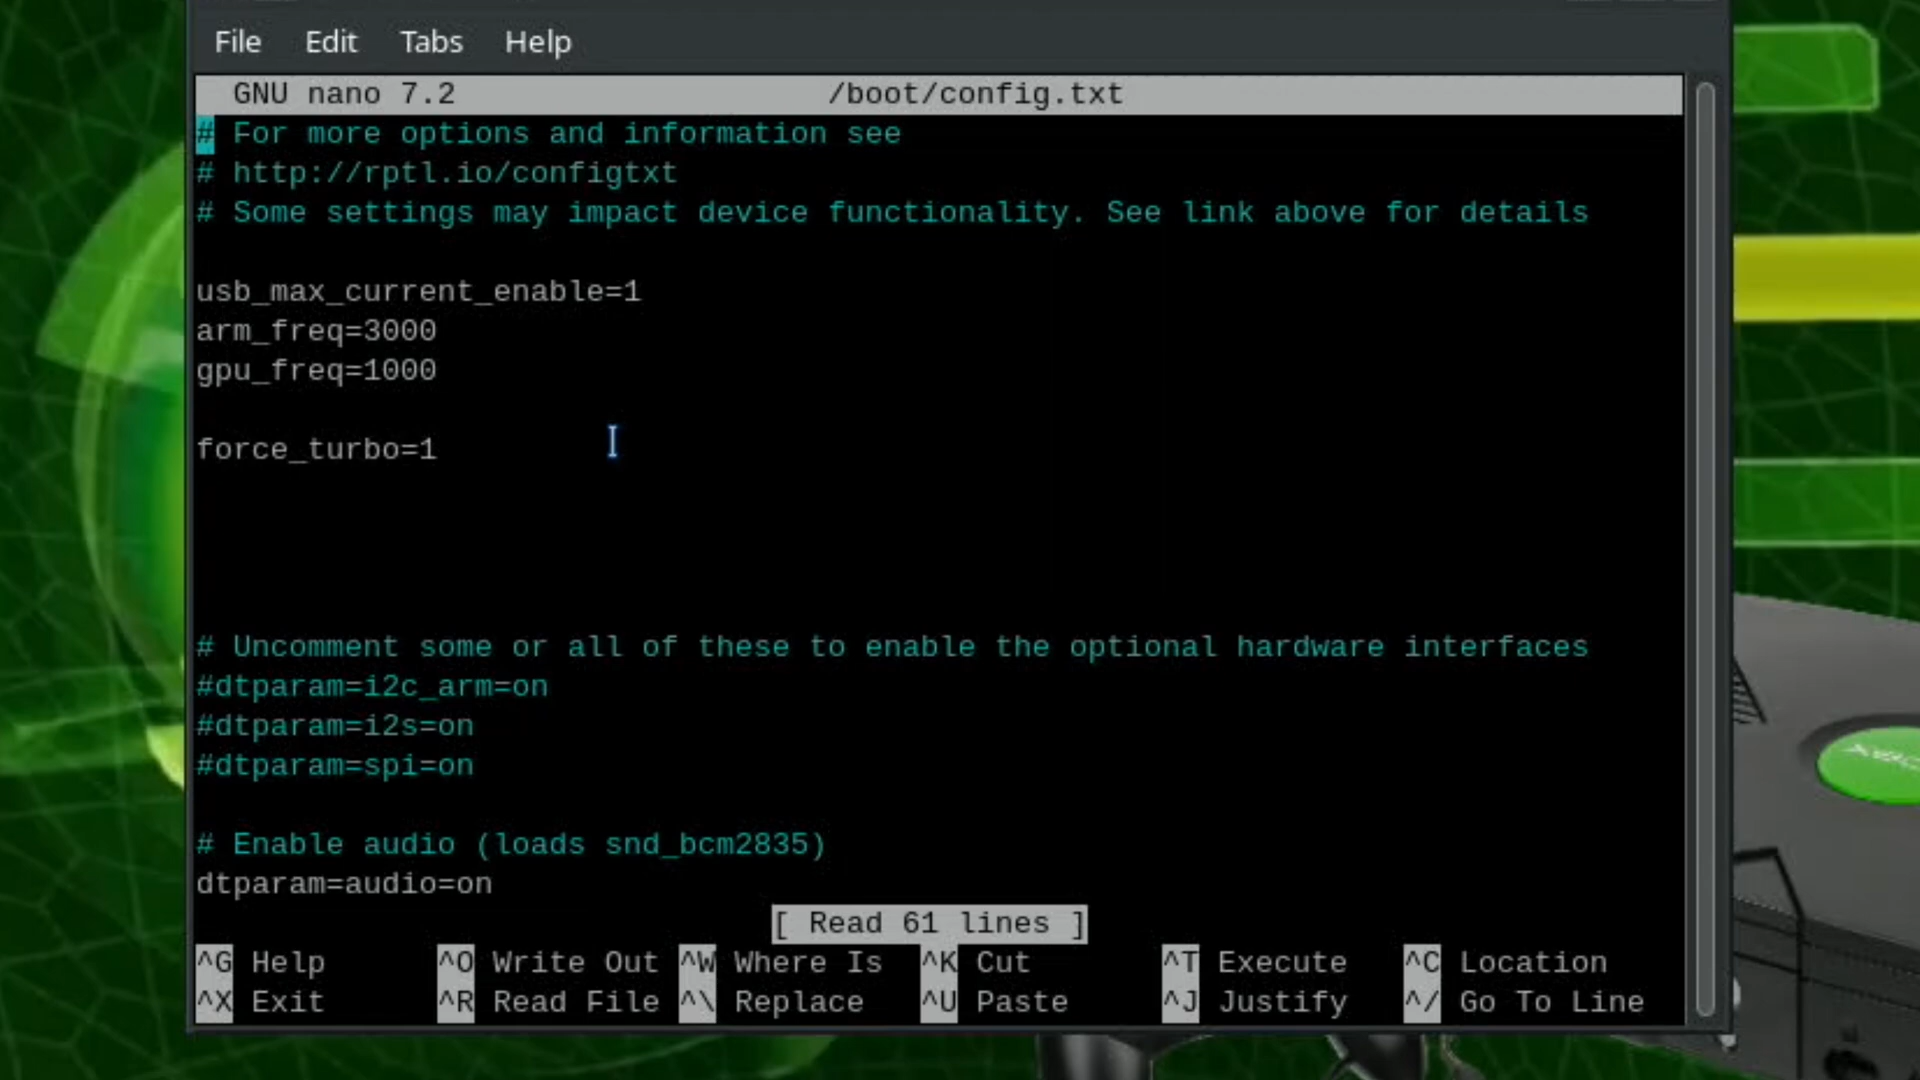 File Edit Tabs Help
GNU nano 7.2 /boot/config.txt
# For more options and information see
# http://rptl.io/configtxt
# Some settings may impact device functionality. See link above for details
usb_max_current_enable=1
arm_freq=3000
gpu_freq=1000
force_turbo=1
# Uncomment some or all of these to enable the optional hardware interfaces
#dtparam=i2c_arm=on
#dtparam=i2s=on
#dtparam=spi=on
# Enable audio (loads snd_bcm2835)
dtparam=audio=on
[ Read 61 lines ]
^G Help ^O Write Out ^W Where Is ^K Cut ^T Execute ^C Location
^X Exit ^R Read File ^\ Replace ^U Paste ^J Justify ^/ Go To Line